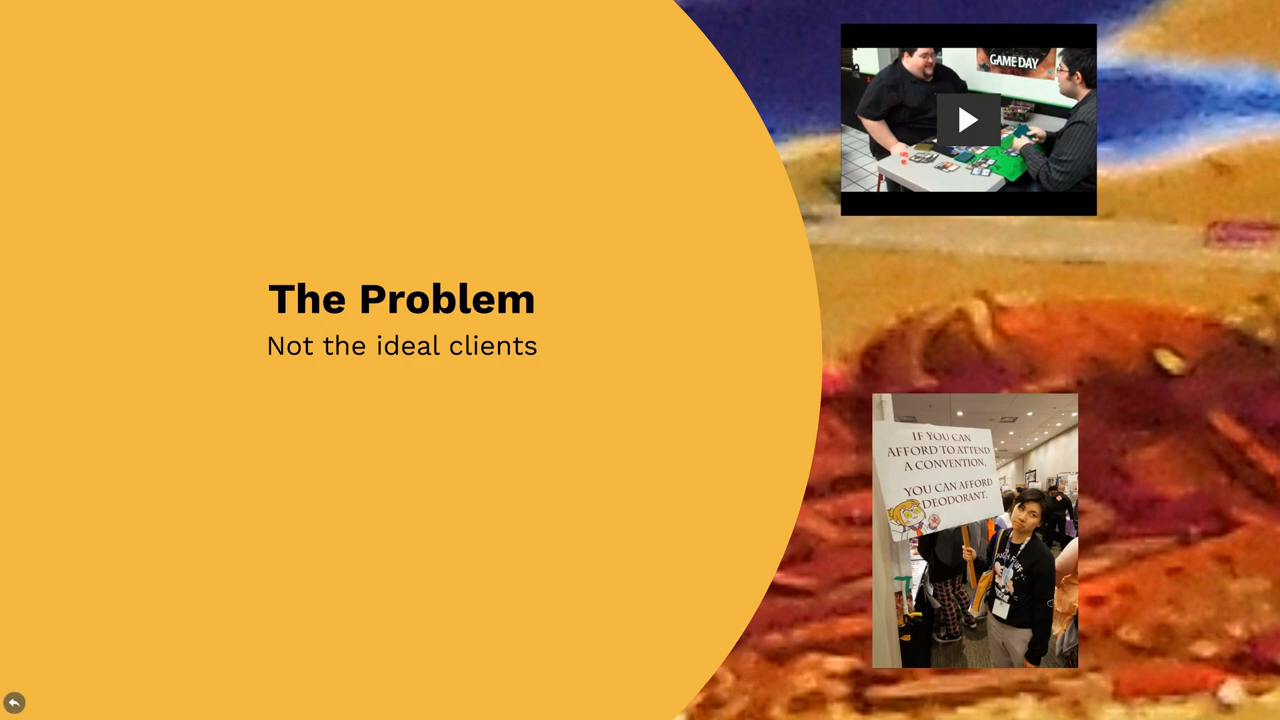 The Problem
Not the ideal clients
GAME DAY
IF YOU CAN
AFFORD TO ATTEND
A CONVENTION,
YOU CAN AFFORD
DEODORANT.